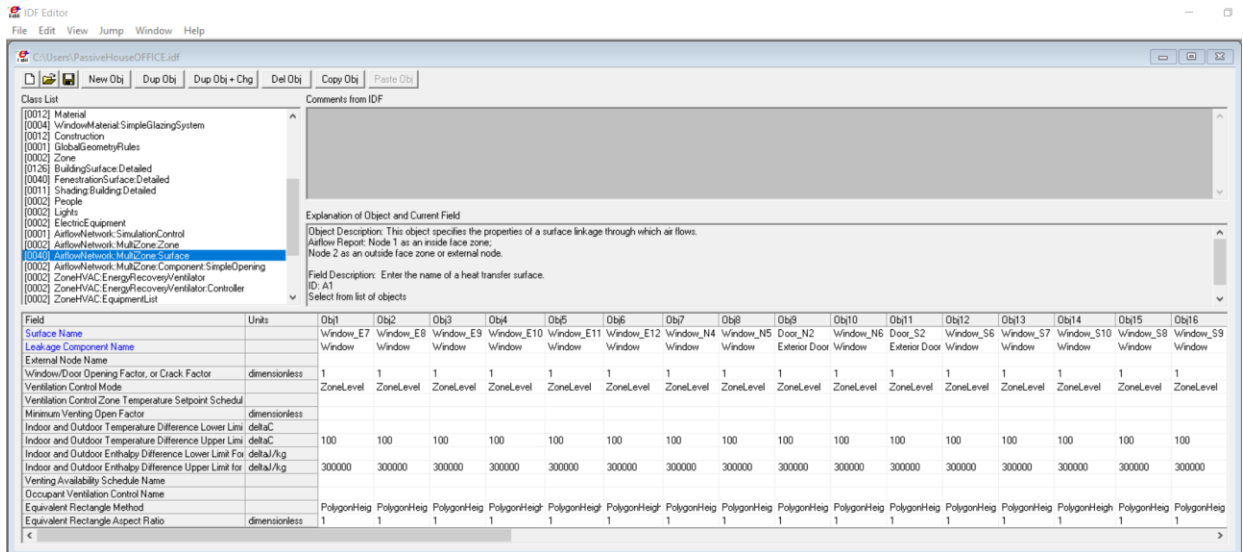 IDF Editor
File Edit View Jump Window Help
C:\Users\PassiveHouseOFFICE.idf
New Obj Dup Obj Dup Obj + Chg Del Obj Copy Obj Paste Obj
Class List
[0012] Material
[0004] WindowMaterial:SimpleGlazingSystem
[0012] Construction
[0001] GlobalGeometryRules
[0002] Zone
[0126] BuildingSurface:Detailed
[0040] FenestrationSurface:Detailed
[0011] Shading:Building:Detailed
[0002] People
[0002] Lights
[0002] ElectricEquipment
[0001] AirflowNetwork:SimulationControl
[0002] AirflowNetwork:MultiZone:Zone
[0040] AirflowNetwork:MultiZone:Surface
[0002] AirflowNetwork:MultiZone:Component:SimpleOpening
[0002] ZoneHVAC:EnergyRecoveryVentilator
[0002] ZoneHVAC:EnergyRecoveryVentilator:Controller
[0002] ZoneHVAC:EquipmentList
Comments from IDF
Explanation of Object and Current Field
Object Description: This object specifies the properties of a surface linkage through which air flows.
Airflow Report: Node 1 as an inside face zone;
Node 2 as an outside face zone or external node.
Field Description: Enter the name of a heat transfer surface.
ID: A1
Select from list of objects
Field Units Obj1 Obj2 Obj3 Obj4 Obj5 Obj6 Obj7 Obj8 Obj9 Obj10 Obj11 Obj12 Obj13 Obj14 Obj15 Obj16
Surface Name Window_E7 Window_E8 Window_E9 Window_E10 Window_E11 Window_E12 Window_N4 Window_N5 Door_N2 Window_N6 Door_S2 Window_S6 Window_S7 Window_S10 Window_S8 Window_S9
Leakage Component Name Window Window Window Window Window Window Window Window Exterior Door Window Exterior Door Window Window Window Window Window
External Node Name
Window/Door Opening Factor, or Crack Factor dimensionless 1 1 1 1 1 1 1 1 1 1 1 1 1 1 1 1
Ventilation Control Mode ZoneLevel ZoneLevel ZoneLevel ZoneLevel ZoneLevel ZoneLevel ZoneLevel ZoneLevel ZoneLevel ZoneLevel ZoneLevel ZoneLevel ZoneLevel ZoneLevel ZoneLevel ZoneLevel
Ventilation Control Zone Temperature Setpoint Schedul
Minimum Venting Open Factor dimensionless
Indoor and Outdoor Temperature Difference Lower Limi deltaC
Indoor and Outdoor Temperature Difference Upper Limi deltaC 100 100 100 100 100 100 100 100 100 100 100 100 100 100 100 100
Indoor and Outdoor Enthalpy Difference Lower Limit For deltaJ/kg
Indoor and Outdoor Enthalpy Difference Upper Limit for deltaJ/kg 300000 300000 300000 300000 300000 300000 300000 300000 300000 300000 300000 300000 300000 300000 300000 300000
Venting Availability Schedule Name
Occupant Ventilation Control Name
Equivalent Rectangle Method PolygonHeig PolygonHeig PolygonHeig PolygonHeigh PolygonHeigh PolygonHeigh PolygonHeig PolygonHeig PolygonHeig PolygonHeig PolygonHeig PolygonHeig PolygonHeig PolygonHeigh PolygonHeig PolygonHeig
Equivalent Rectangle Aspect Ratio dimensionless 1 1 1 1 1 1 1 1 1 1 1 1 1 1 1 1